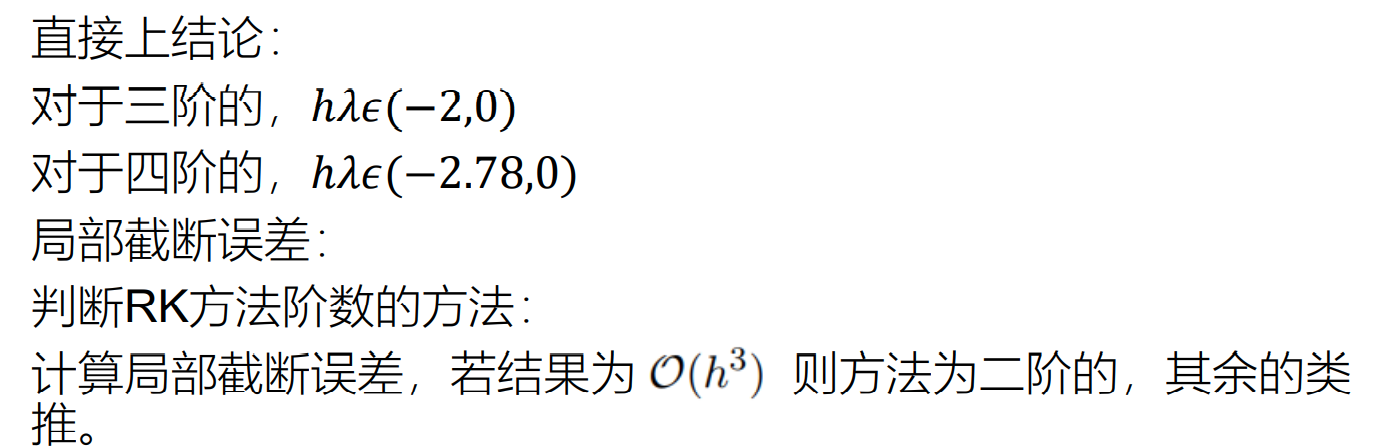 直接上结论：
对于三阶的，ℎ𝜆𝜖(−2,0)
对于四阶的，ℎ𝜆𝜖(−2.78,0)
局部截断误差：
判断RK方法阶数的方法：
计算局部截断误差，若结果为 𝒪(h³) 则方法为二阶的，其余的类
推。